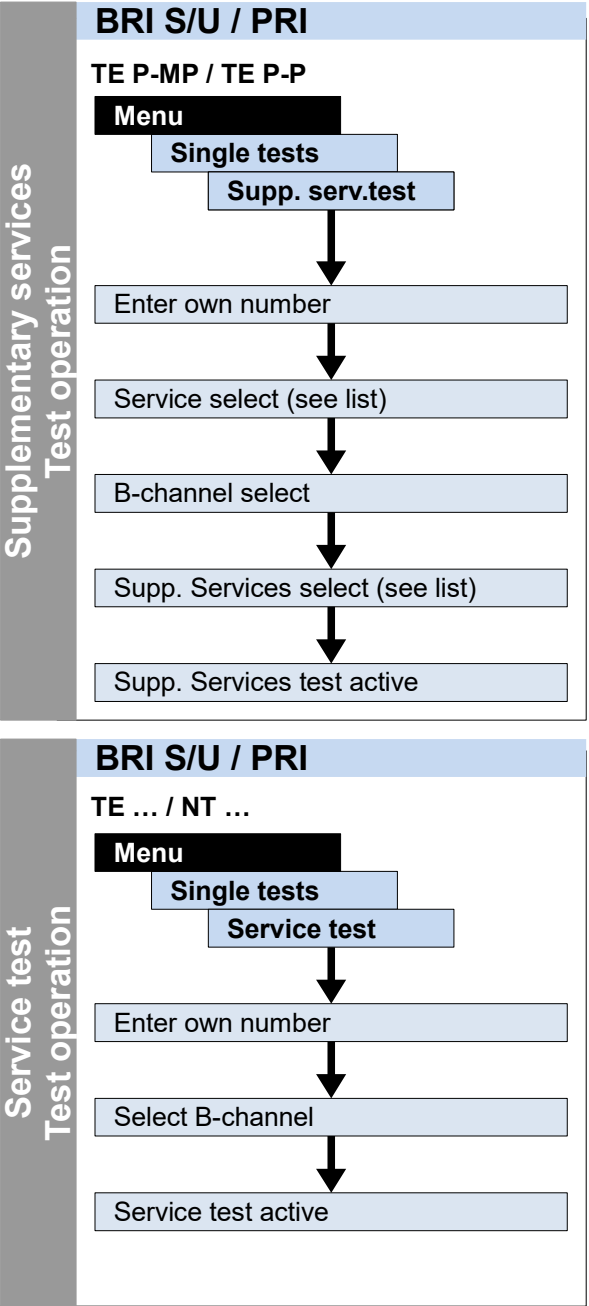 Supplementary services
Test operation
BRI S/U / PRI
TE P-MP / TE P-P
Menu
Single tests
Supp. serv.test
Enter own number
Service select (see list)
B-channel select
Supp. Services select (see list)
Supp. Services test active
Service test
Test operation
BRI S/U / PRI
TE ... / NT ...
Menu
Single tests
Service test
Enter own number
Select B-channel
Service test active